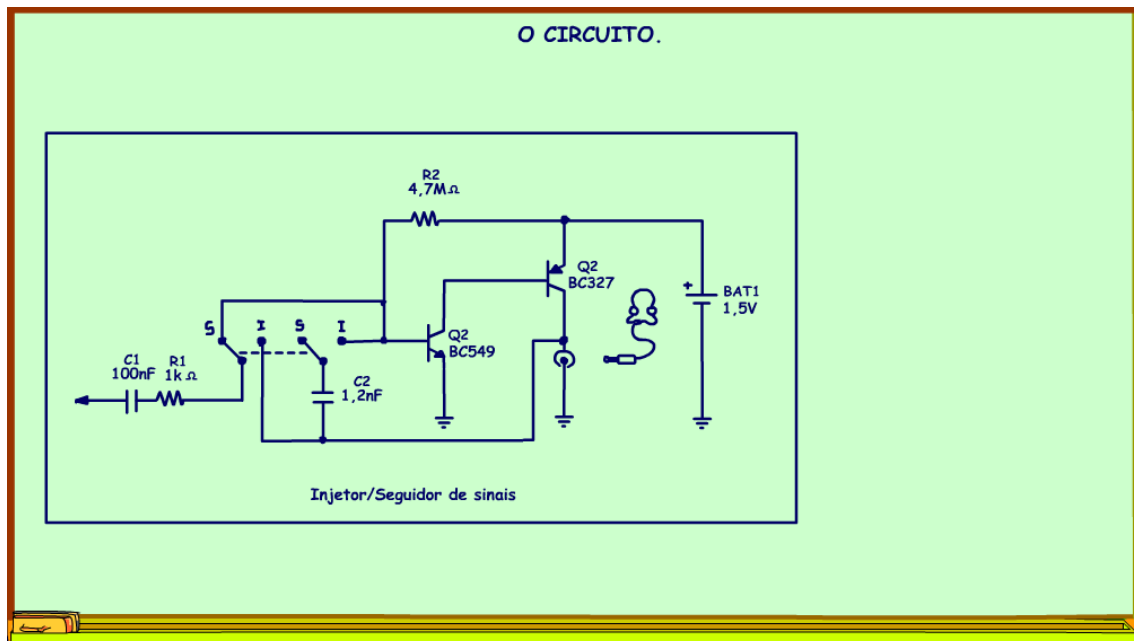 O CIRCUITO.
R2
4,7MΩ
Q2
BC327
+
BAT1
1,5V
S I S I
Q2
BC549
C1
100nF
R1
1kΩ
C2
1,2nF
Injetor/Seguidor de sinais